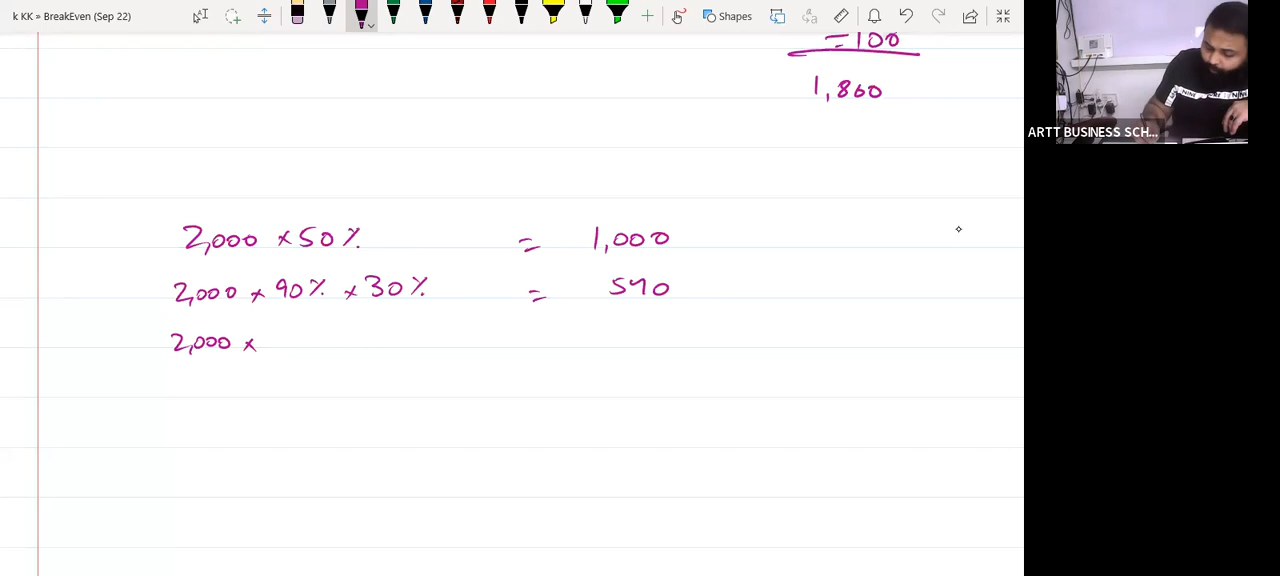 k KK » BreakEven (Sep 22)
Shapes
=100
1,860
ARTT BUSINESS SCH...
2,000 × 50% = 1,000
2,000 × 90% × 30% = 540
2,000 ×